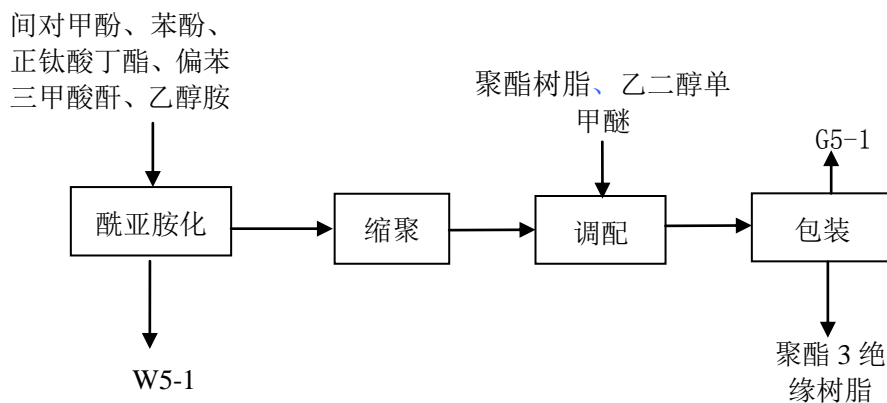 间对甲酚、苯酚、
正钛酸丁酯、偏苯
三甲酸酐、乙醇胺
聚酯树脂、乙二醇单
甲醚
G5-1
酰亚胺化
缩聚
调配
包装
W5-1
聚酯 3 绝
缘树脂